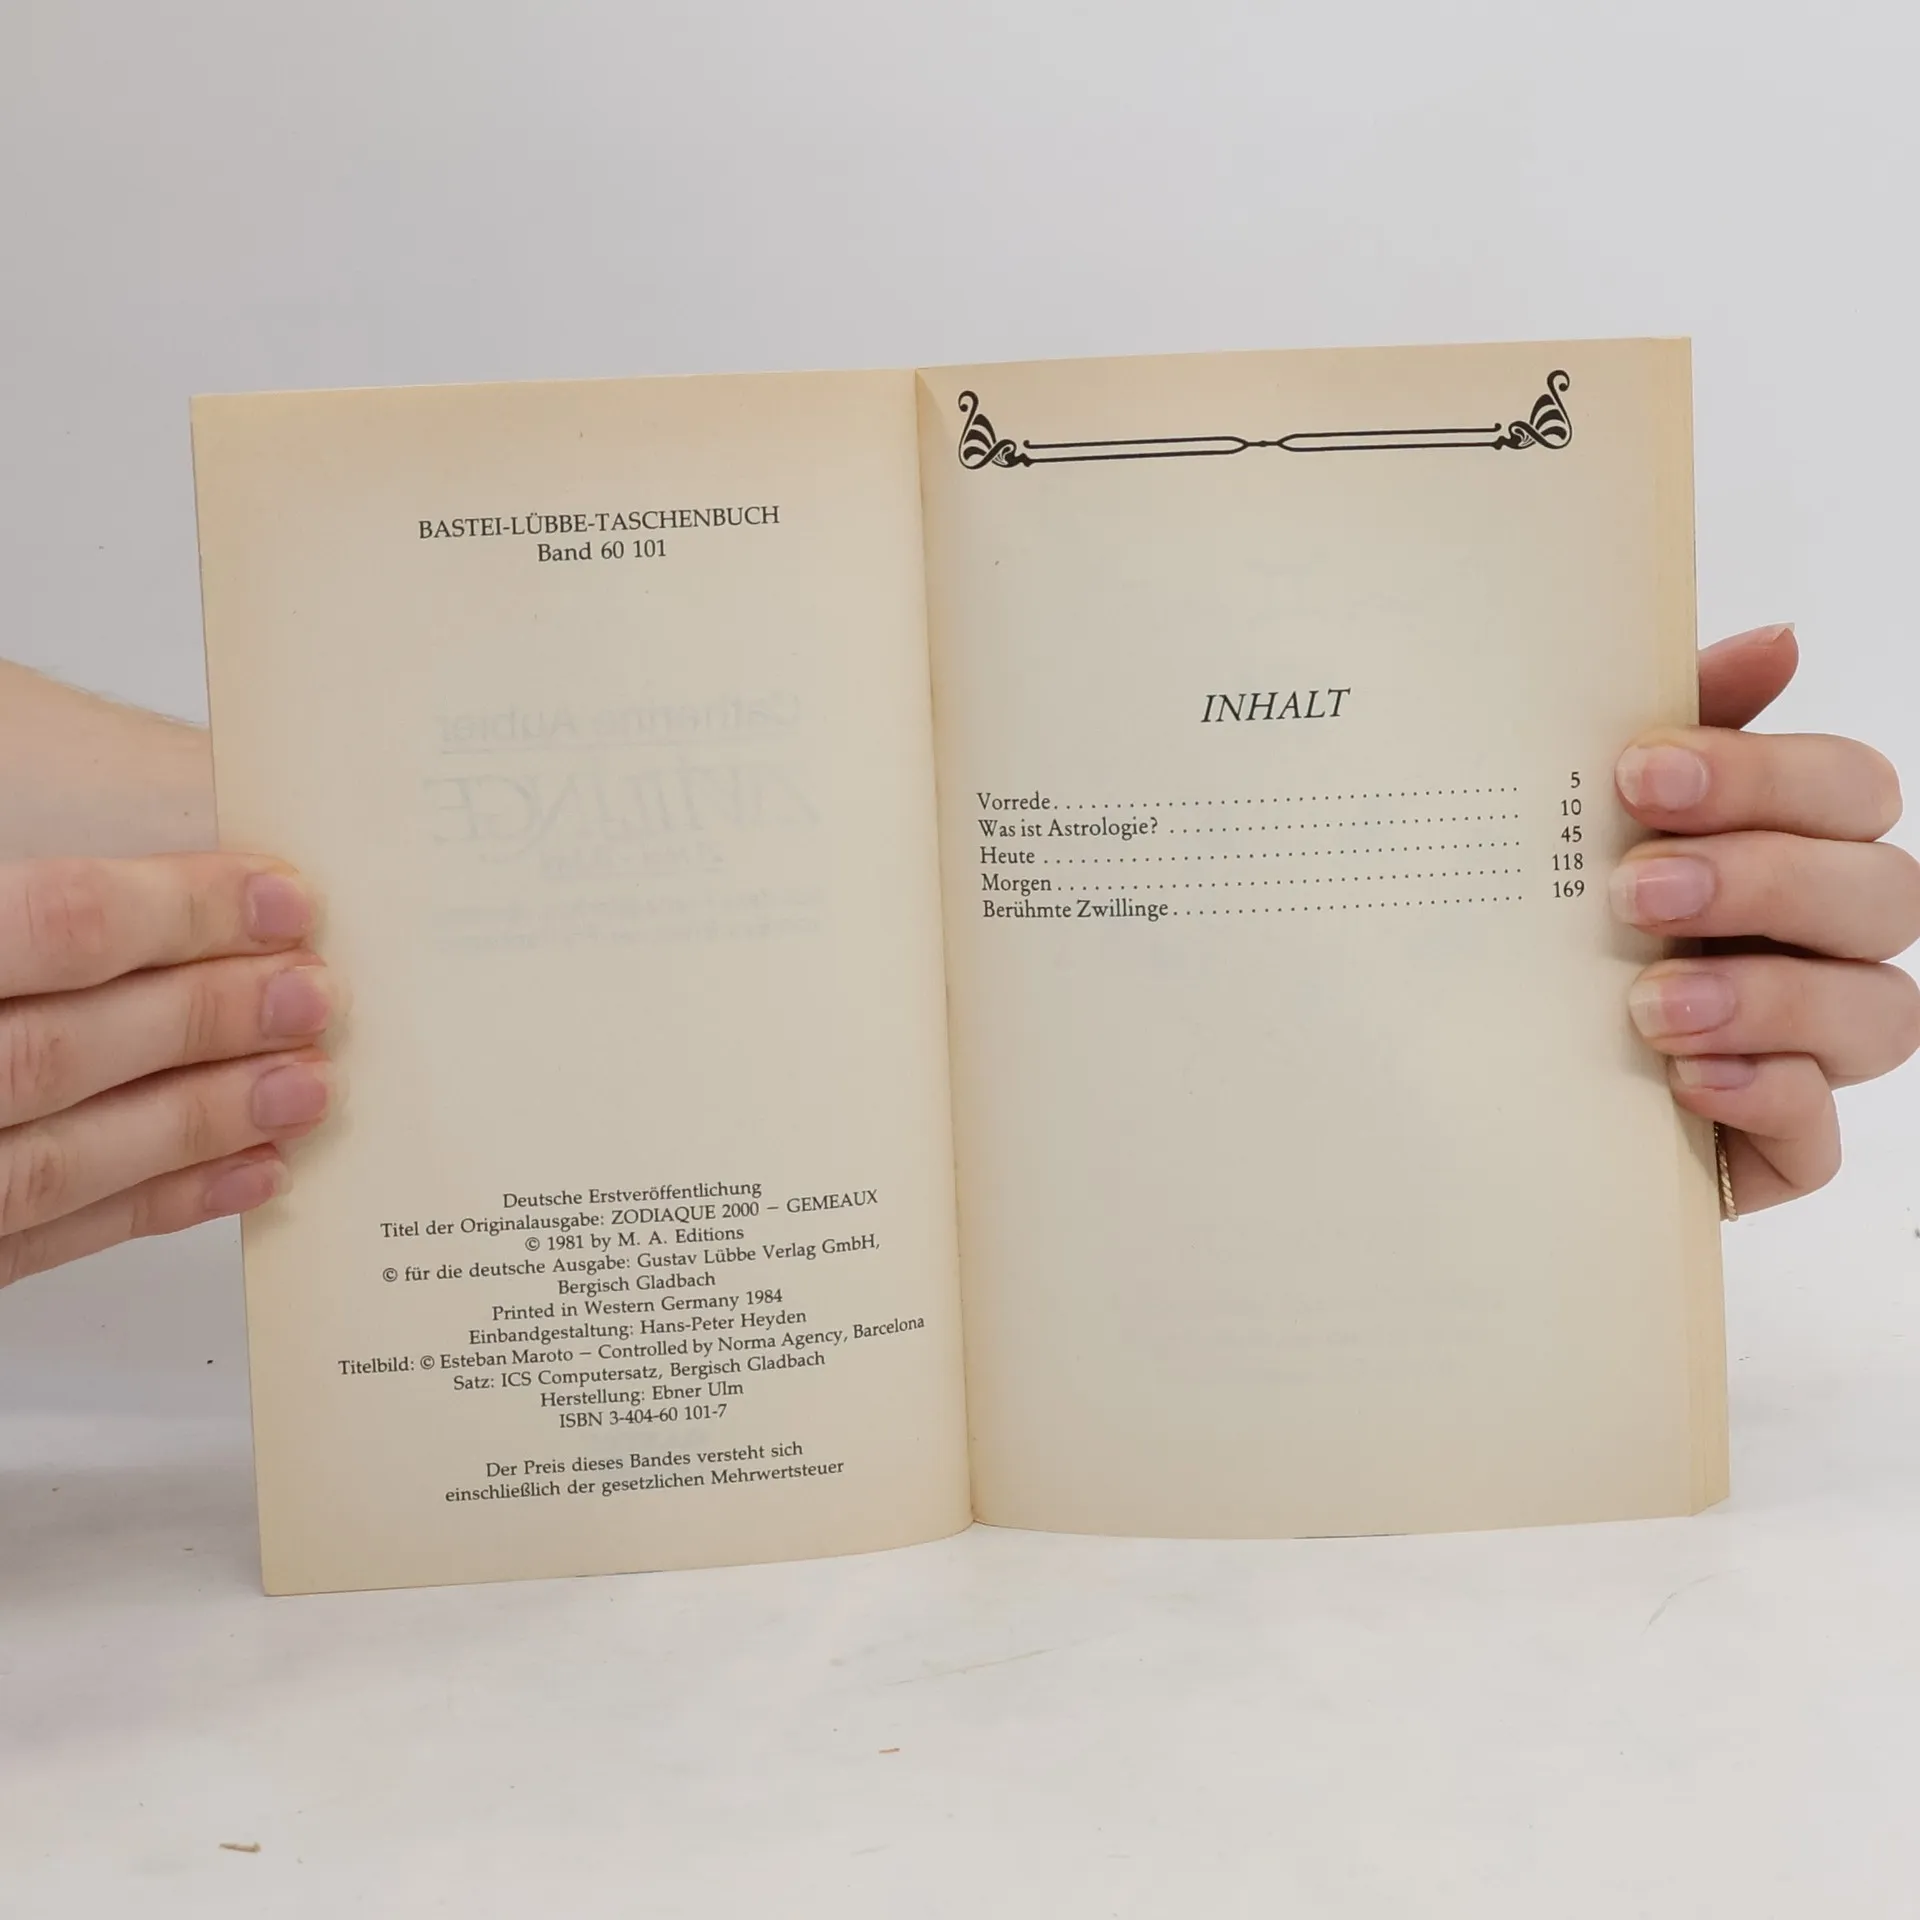 BASTEI-LÜBBE-TASCHENBUCH
Band 60 101
Deutsche Erstveröffentlichung
Titel der Originalausgabe: ZODIAQUE 2000 – GEMEAUX
© 1981 by M. A. Editions
© für die deutsche Ausgabe: Gustav Lübbe Verlag GmbH,
Bergisch Gladbach
Printed in Western Germany 1984
Einbandgestaltung: Hans-Peter Heyden
Titelbild: © Esteban Maroto – Controlled by Norma Agency, Barcelona
Satz: ICS Computersatz, Bergisch Gladbach
Herstellung: Ebner Ulm
ISBN 3-404-60 101-7
Der Preis dieses Bandes versteht sich
einschließlich der gesetzlichen Mehrwertsteuer
INHALT
Vorrede. . . . . . . . . . . . . . . . . . . . . . . . . . . . . . . . . . . . 5
Was ist Astrologie? . . . . . . . . . . . . . . . . . . . . . . . . . . . 10
Heute . . . . . . . . . . . . . . . . . . . . . . . . . . . . . . . . . . . . . 45
Morgen . . . . . . . . . . . . . . . . . . . . . . . . . . . . . . . . . . . . 118
Berühmte Zwillinge. . . . . . . . . . . . . . . . . . . . . . . . . . . 169